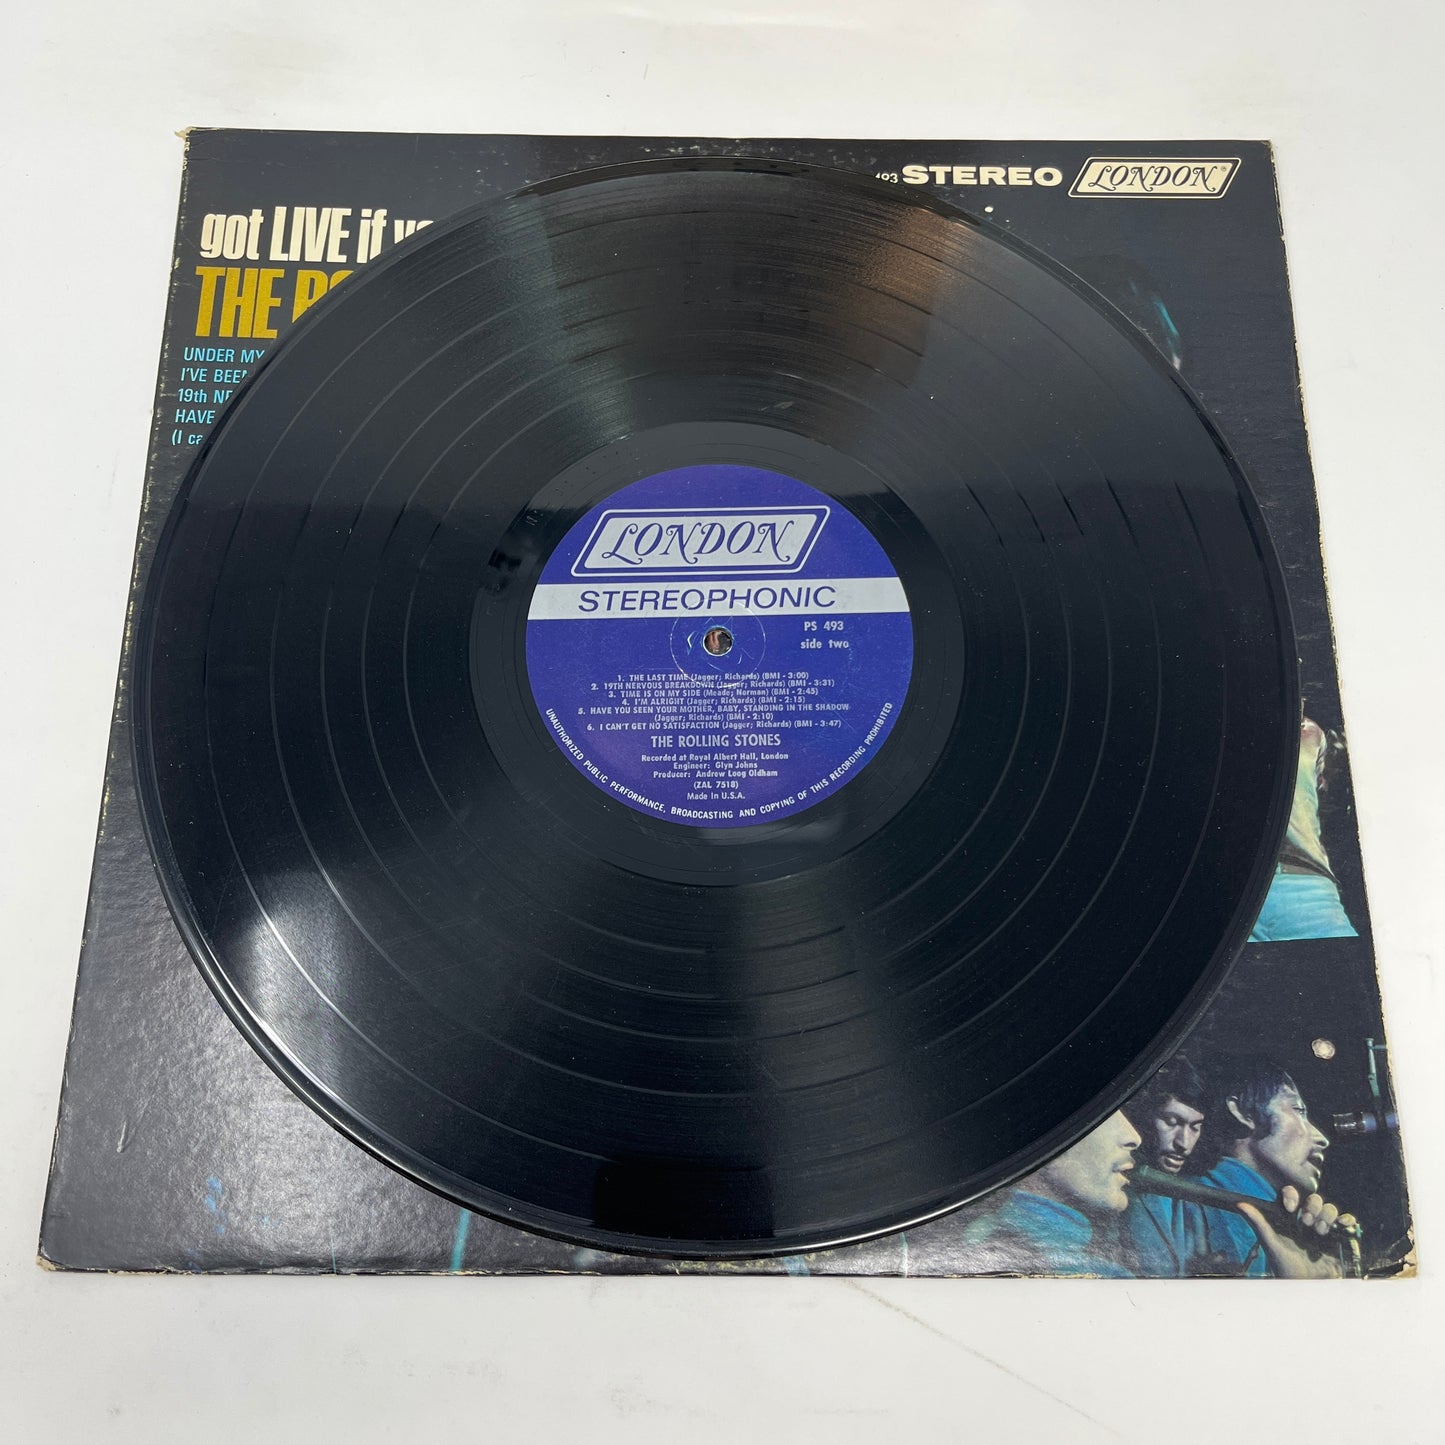 493 STEREO LONDON®
got LIVE if
THE
UNDER MY
I'VE BEEN
19th
HAVE
(I
LONDON
STEREOPHONIC
PS 493
side two
1. THE LAST TIME (Jagger; Richards) (BMI - 3:00)
2. 19TH NERVOUS BREAKDOWN (Jagger; Richards) (BMI - 3:31)
3. TIME IS ON MY SIDE (Meade; Norman) (BMI - 2:45)
4. I'M ALRIGHT (Jagger; Richards) (BMI - 2:15)
5. HAVE YOU SEEN YOUR MOTHER, BABY, STANDING IN THE SHADOW
(Jagger; Richards) (BMI - 2:10)
6. I CAN'T GET NO SATISFACTION (Jagger; Richards) (BMI - 3:47)
THE ROLLING STONES
Recorded at Royal Albert Hall, London
Engineer: Glyn Johns
Producer: Andrew Loog Oldham
(ZAL 7518)
Made In U.S.A.
UNAUTHORIZED PUBLIC PERFORMANCE, BROADCASTING AND COPYING OF THIS RECORDING PROHIBITED